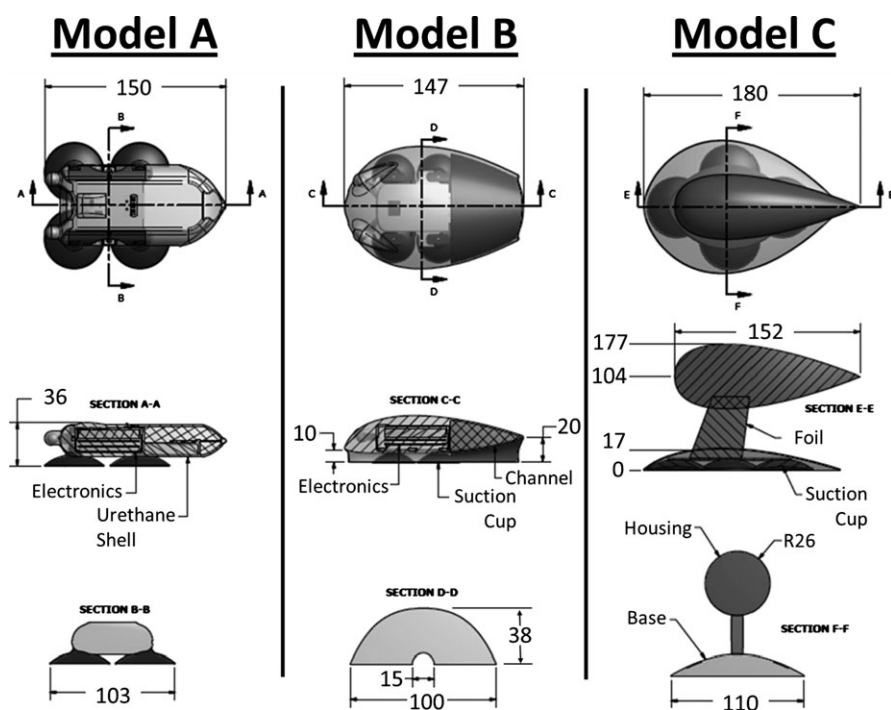 Model A
150
B
A
A
B
SECTION A-A
36
Electronics
Urethane
Shell
SECTION B-B
103
Model B
147
D
C
C
D
SECTION C-C
10
20
Electronics
Channel
Suction
Cup
SECTION D-D
38
15
100
Model C
180
F
E
E
F
152
177
104
SECTION E-E
17
Foil
0
Suction
Cup
Housing
R26
Base
SECTION F-F
110